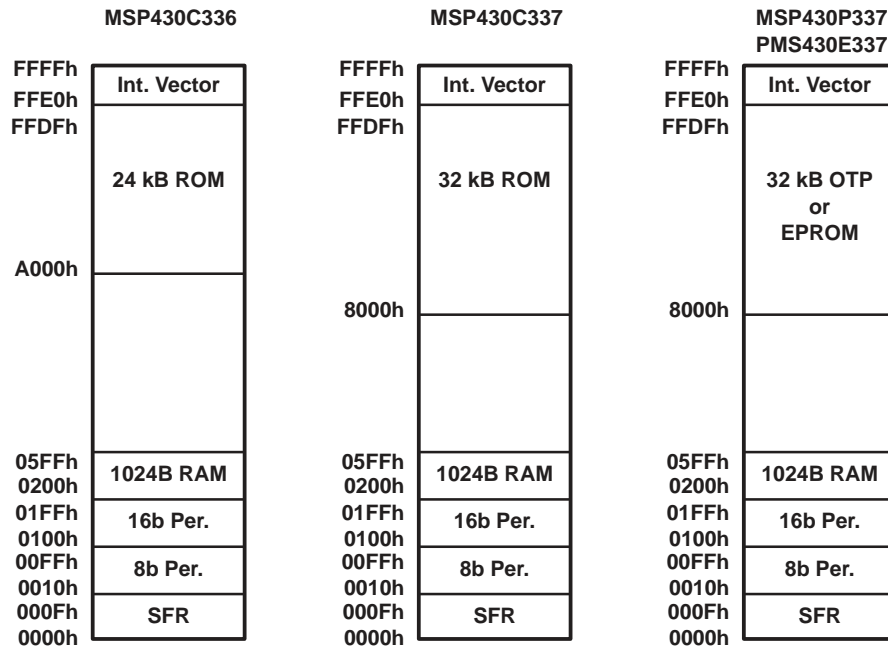 MSP430C336
FFFFh
Int. Vector
FFE0h
FFDFh
24 kB ROM
A000h
05FFh
1024B RAM
0200h
01FFh
16b Per.
0100h
00FFh
8b Per.
0010h
000Fh
SFR
0000h
MSP430C337
FFFFh
Int. Vector
FFE0h
FFDFh
32 kB ROM
8000h
05FFh
1024B RAM
0200h
01FFh
16b Per.
0100h
00FFh
8b Per.
0010h
000Fh
SFR
0000h
MSP430P337
PMS430E337
FFFFh
Int. Vector
FFE0h
FFDFh
32 kB OTP
or
EPROM
8000h
05FFh
1024B RAM
0200h
01FFh
16b Per.
0100h
00FFh
8b Per.
0010h
000Fh
SFR
0000h